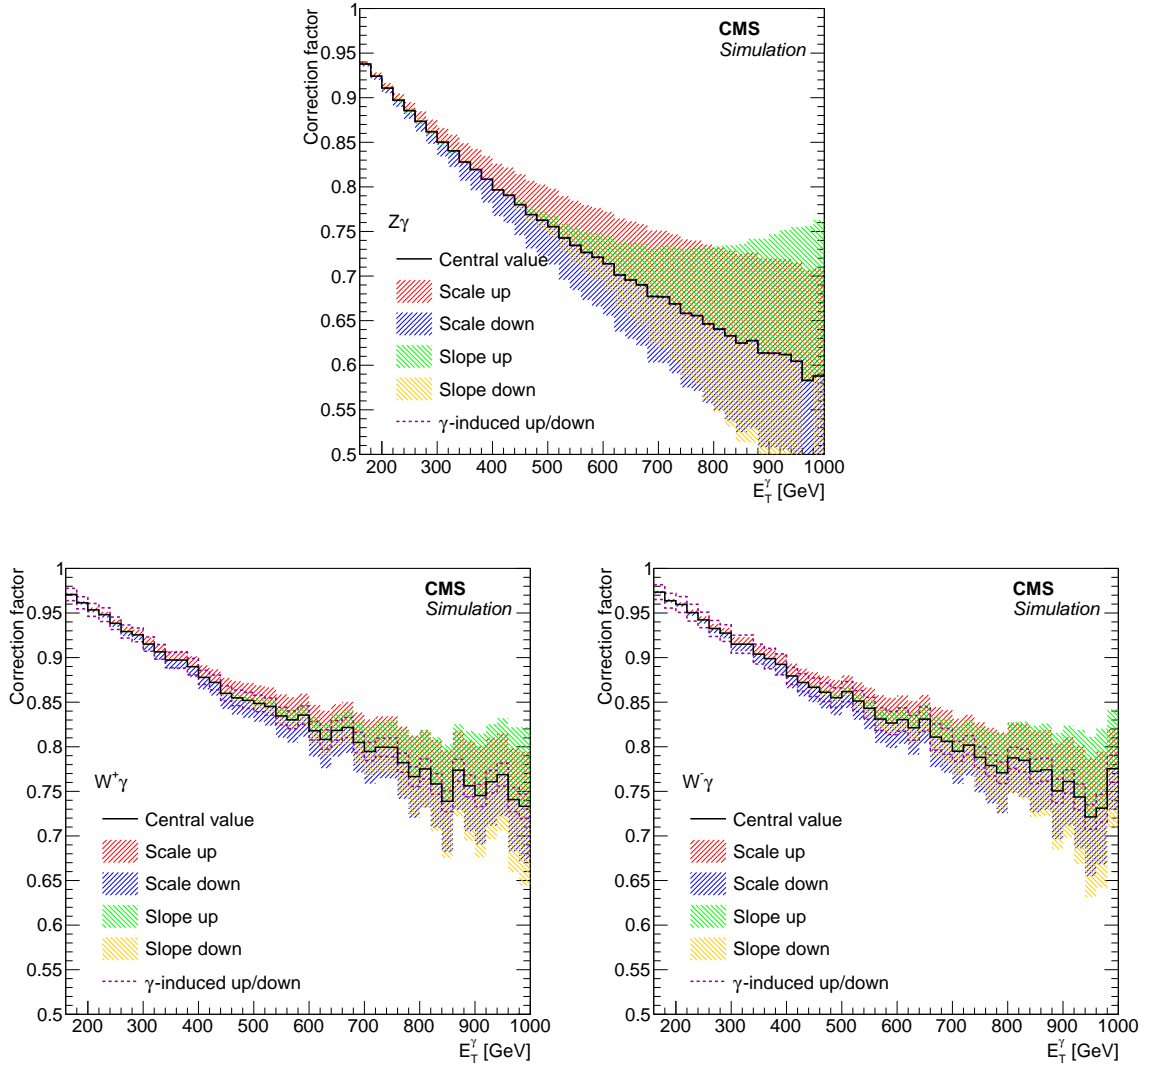 CMS
Simulation
Correction factor
1
0.95
0.9
0.85
0.8
0.75
0.7
0.65
0.6
0.55
0.5
Zγ
Central value
Scale up
Scale down
Slope up
Slope down
γ-induced up/down
200 300 400 500 600 700 800 900 1000
E_T^γ [GeV]
CMS
Simulation
Correction factor
1
0.95
0.9
0.85
0.8
0.75
0.7
0.65
0.6
0.55
0.5
W⁺γ
Central value
Scale up
Scale down
Slope up
Slope down
γ-induced up/down
200 300 400 500 600 700 800 900 1000
E_T^γ [GeV]
CMS
Simulation
Correction factor
1
0.95
0.9
0.85
0.8
0.75
0.7
0.65
0.6
0.55
0.5
W⁻γ
Central value
Scale up
Scale down
Slope up
Slope down
γ-induced up/down
200 300 400 500 600 700 800 900 1000
E_T^γ [GeV]